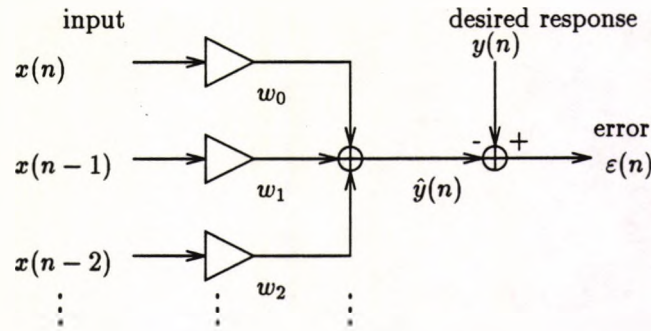 input
desired response
x(n)
y(n)
w₀
- +
error
x(n − 1)
ŷ(n)
ε(n)
w₁
x(n − 2)
w₂